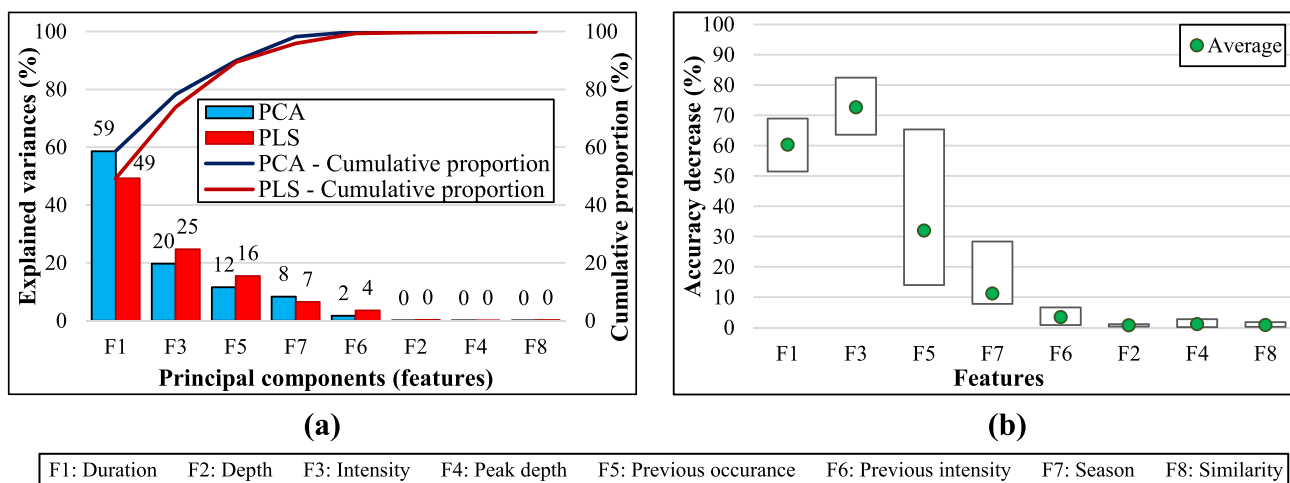 100
80
60
40
20
0
Explained variances (%)
59
49
20
25
12
16
8
7
2
4
0
0
0
0
0
0
PCA
PLS
PCA - Cumulative proportion
PLS - Cumulative proportion
100
80
60
40
20
0
Cumulative proportion (%)
F1 F3 F5 F7 F6 F2 F4 F8
Principal components (features)
(a)
100
90
80
70
60
50
40
30
20
10
0
Accuracy decrease (%)
Average
F1 F3 F5 F7 F6 F2 F4 F8
Features
(b)
F1: Duration F2: Depth F3: Intensity F4: Peak depth F5: Previous occurance F6: Previous intensity F7: Season F8: Similarity